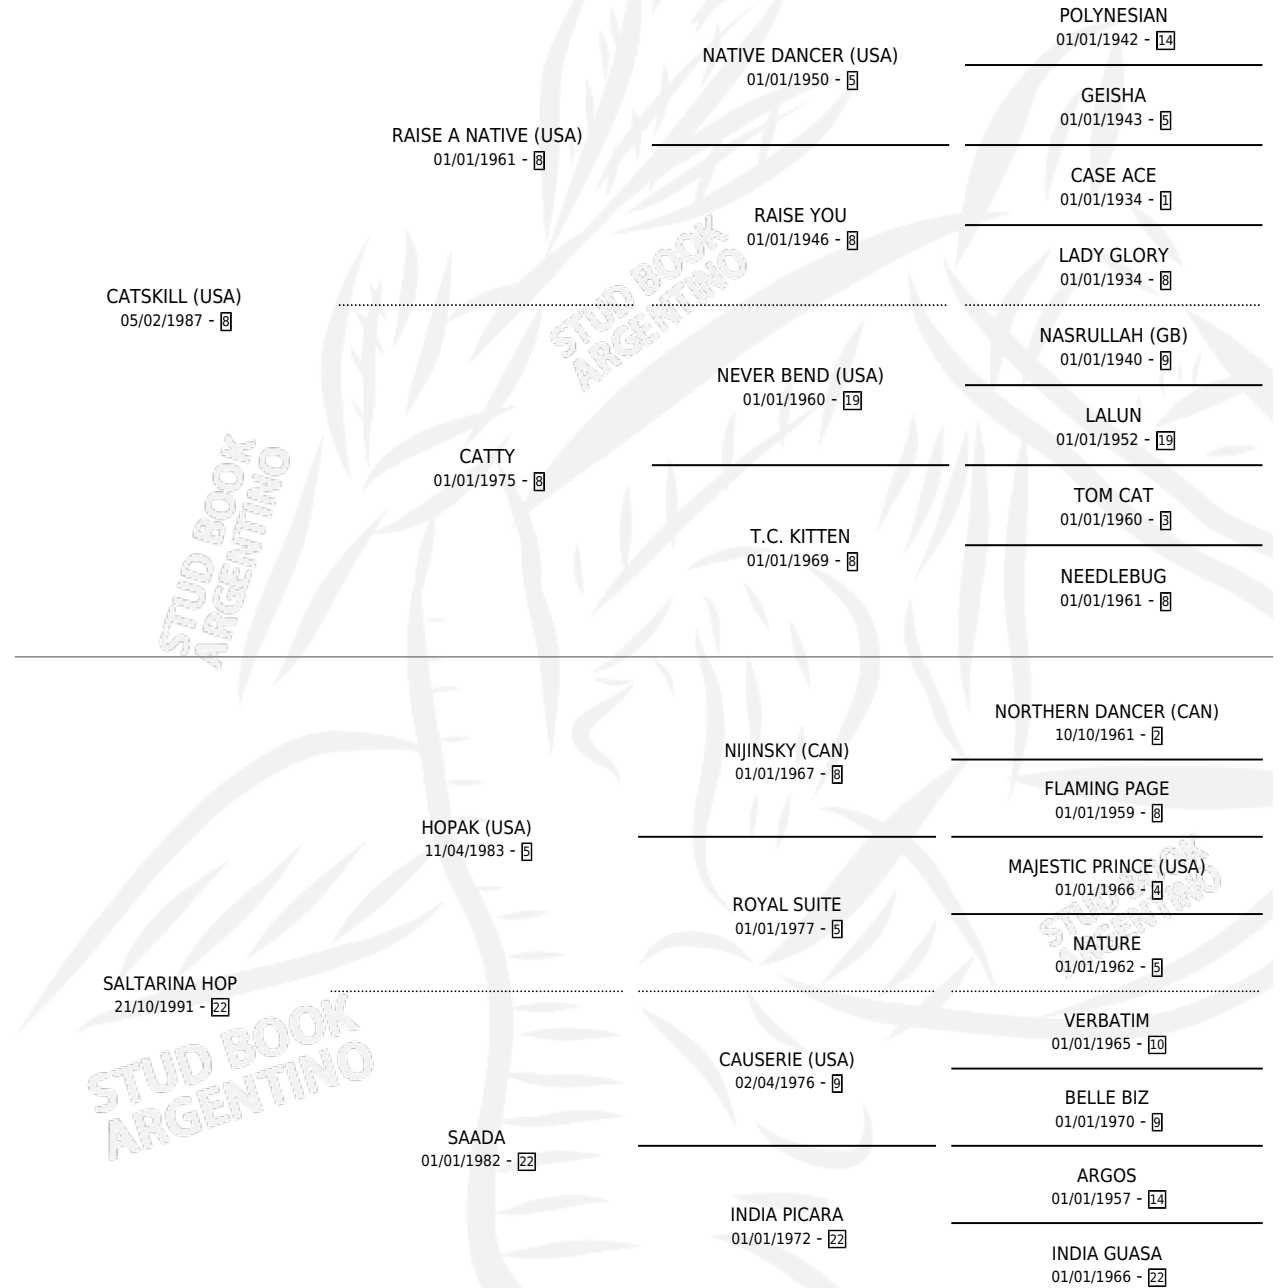 POLYNESIAN
01/01/1942 - 14
NATIVE DANCER (USA)
01/01/1950 - 5
GEISHA
01/01/1943 - 5
RAISE A NATIVE (USA)
01/01/1961 - 8
CASE ACE
01/01/1934 - 1
RAISE YOU
01/01/1946 - 8
LADY GLORY
01/01/1934 - 8
CATSKILL (USA)
05/02/1987 - 8
STUD BOOK
ARGENTINO
NASRULLAH (GB)
01/01/1940 - 9
NEVER BEND (USA)
01/01/1960 - 19
LALUN
01/01/1952 - 19
CATTY
01/01/1975 - 8
TOM CAT
01/01/1960 - 3
T.C. KITTEN
01/01/1969 - 8
NEEDLEBUG
01/01/1961 - 8
STUD BOOK
ARGENTINO
NORTHERN DANCER (CAN)
10/10/1961 - 2
NIJINSKY (CAN)
01/01/1967 - 8
FLAMING PAGE
01/01/1959 - 8
HOPAK (USA)
11/04/1983 - 5
MAJESTIC PRINCE (USA)
01/01/1966 - 4
ROYAL SUITE
01/01/1977 - 5
NATURE
01/01/1962 - 5
STUD BOOK
ARGENTINO
SALTARINA HOP
21/10/1991 - 22
VERBATIM
01/01/1965 - 10
CAUSERIE (USA)
02/04/1976 - 9
BELLE BIZ
01/01/1970 - 9
STUD BOOK
ARGENTINO
SAADA
01/01/1982 - 22
ARGOS
01/01/1957 - 14
INDIA PICARA
01/01/1972 - 22
INDIA GUASA
01/01/1966 - 22